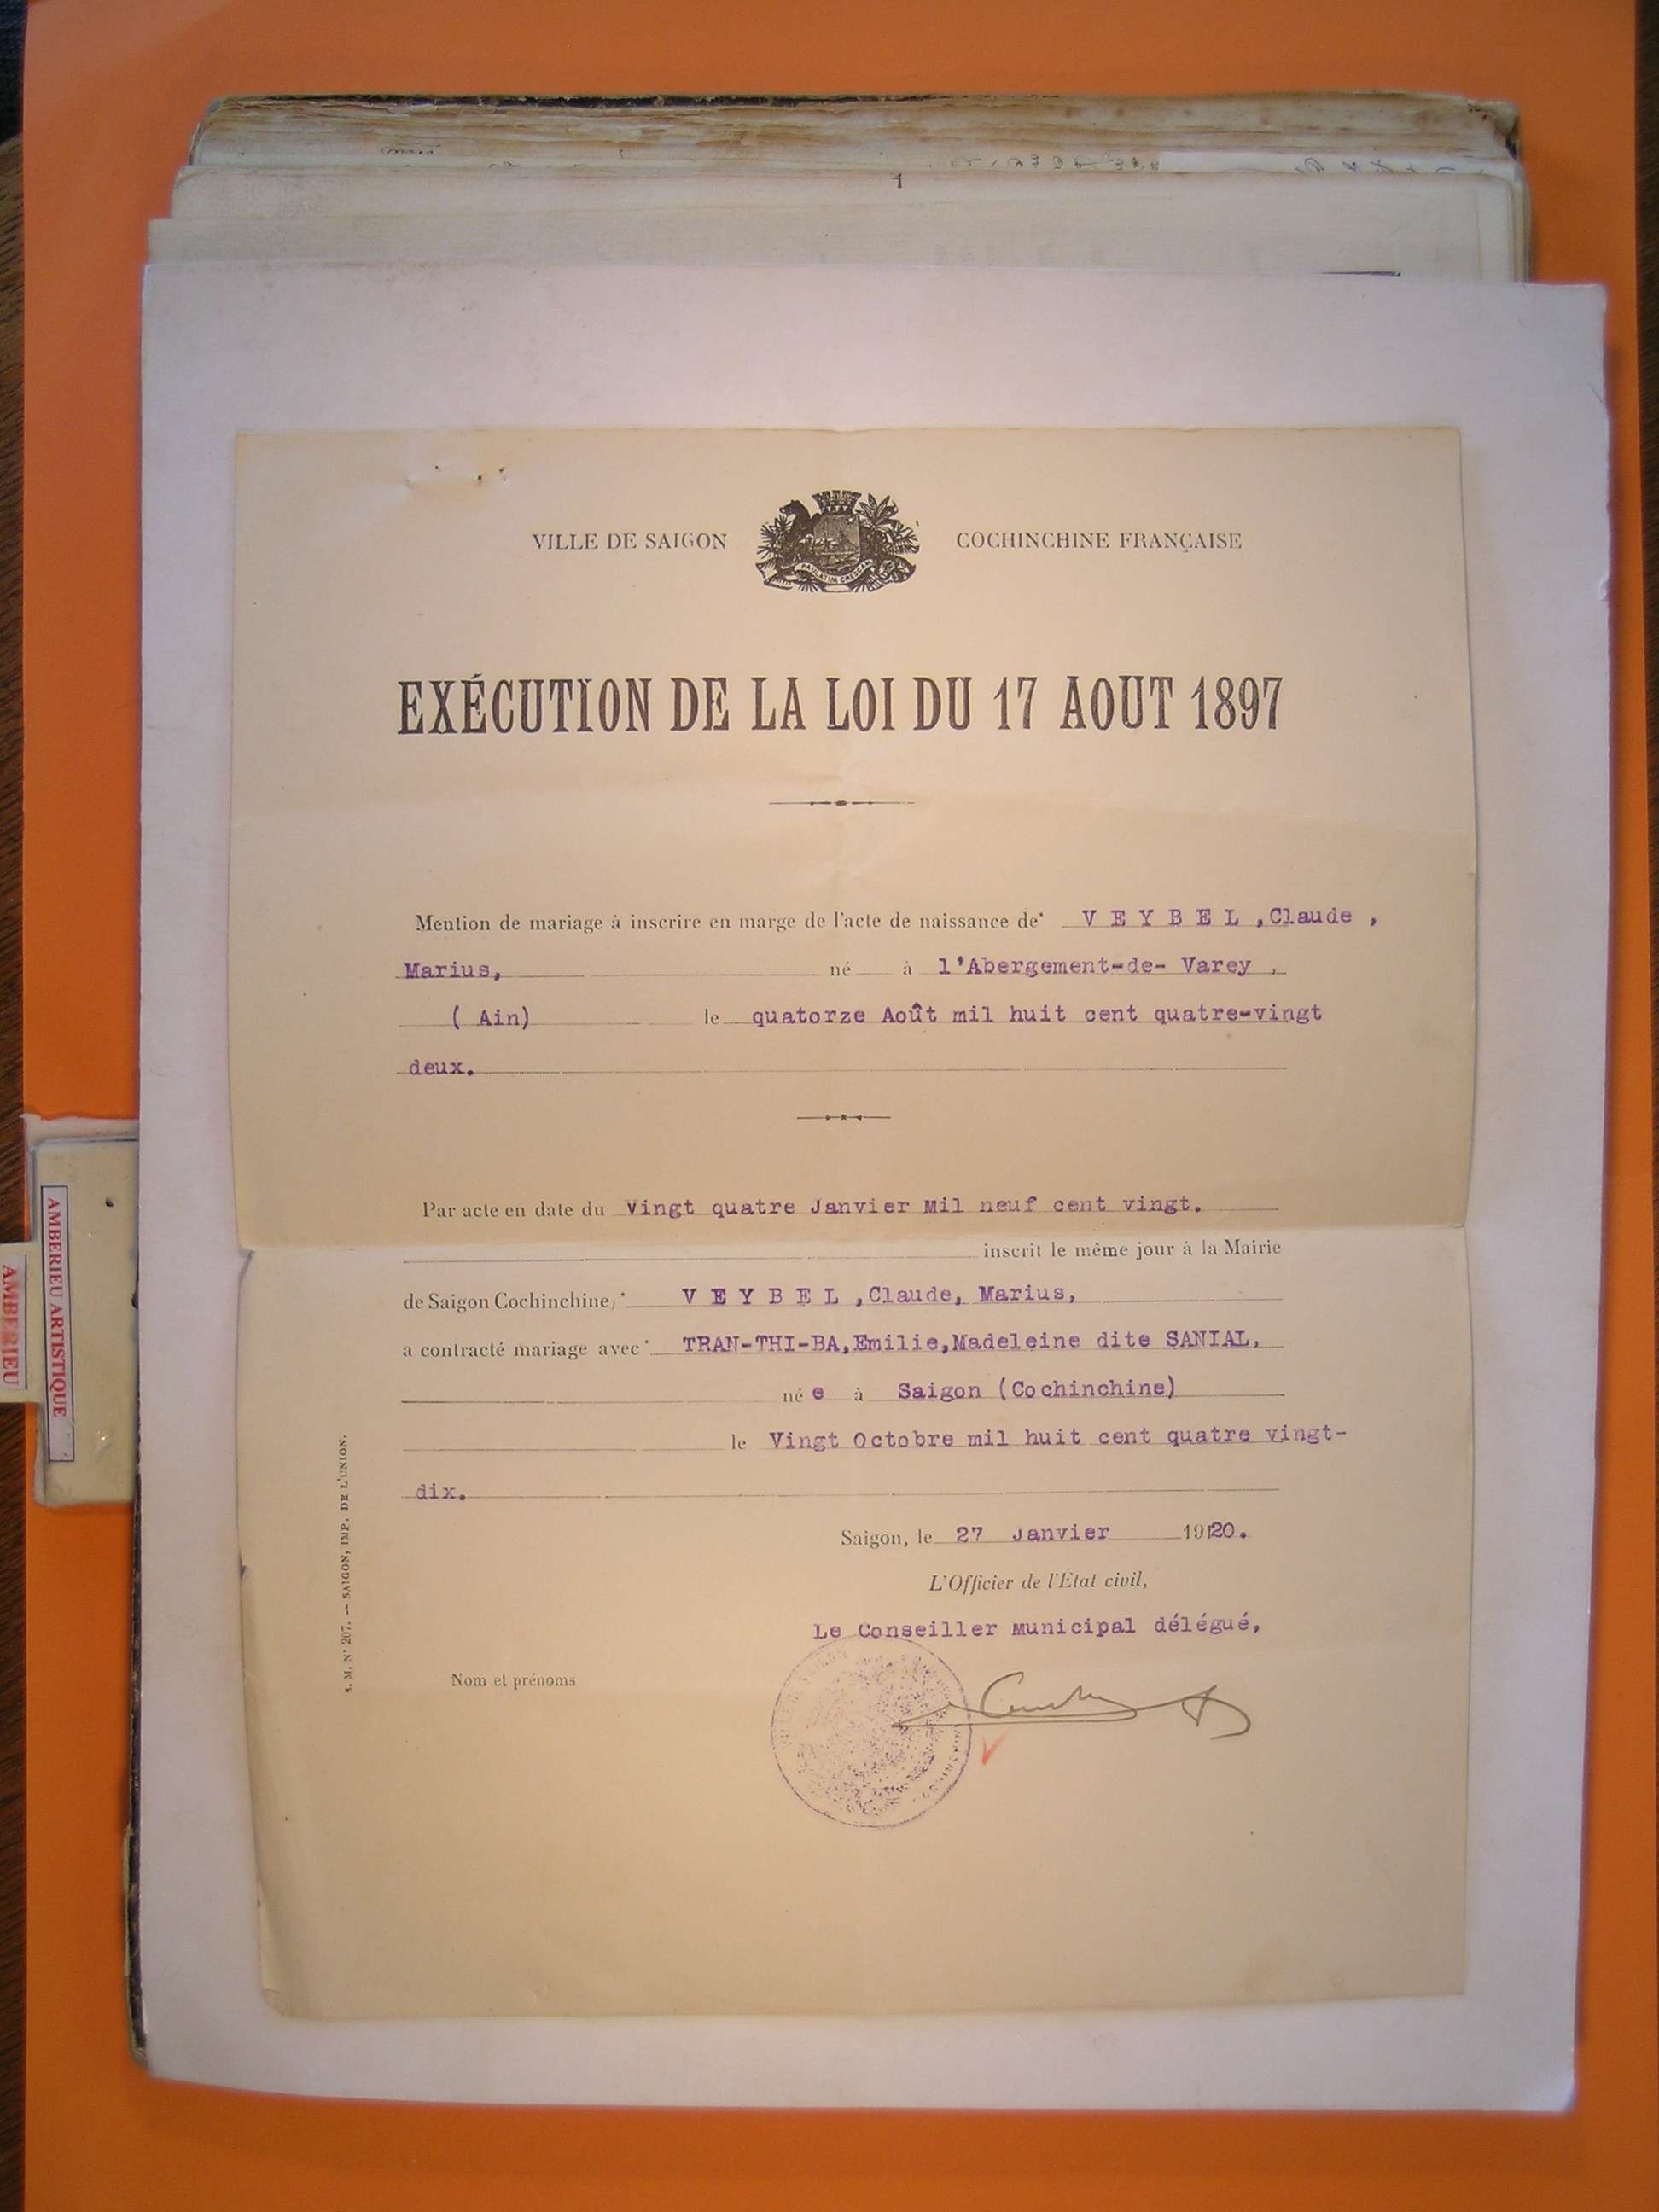 VILLE DE SAIGON
PAULATIM CRESCAM
COCHINCHINE FRANÇAISE
EXÉCUTION DE LA LOI DU 17 AOUT 1897
Mention de mariage à inscrire en marge de l'acte de naissance de V E Y B E L ,Claude ,
Marius, né à l'Abergement-de- Varey ,
( Ain) le quatorze Août mil huit cent quatre-vingt
deux.
Par acte en date du Vingt quatre Janvier Mil neuf cent vingt.
inscrit le même jour à la Mairie
de Saigon Cochinchine, V E Y B E L ,Claude, Marius,
a contracté mariage avec TRAN-THI-BA,Emilie,Madeleine dite SANIAL,
né e à Saigon (Cochinchine)
le Vingt Octobre mil huit cent quatre vingt-
dix.
Saigon, le 27 Janvier 19120.
L'Officier de l'État civil,
Le Conseiller Municipal délégué,
Nom et prénoms
S. M. N° 207. -- SAIGON, IMP. DE L'UNION.
COCHINCHINE
AMBERIEU ARTISTIQUE
AMBERIEU